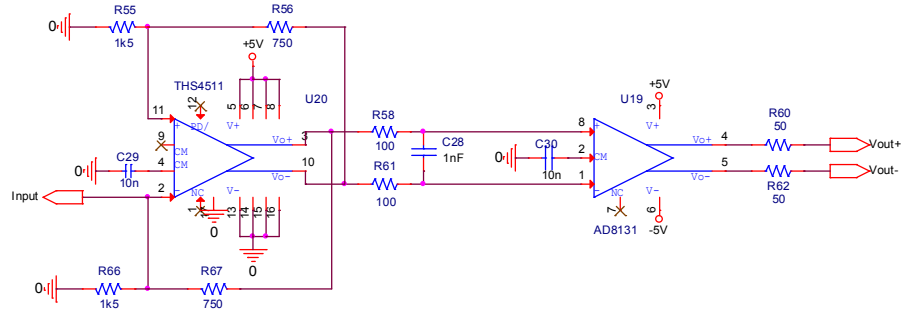 R55
R56
0
1k5
750
+5V
+5V
THS4511
U20
U19
12
5
6
7
8
3
11
PD/
V+
R58
V+
R60
+
Vo+
3
100
8
+
Vo+
4
50
Vout+
9
CM
C28
C29
4
CM
1nF
C30
2
CM
0
10n
10
R61
0
10n
5
Vout-
Input
2
-
Vo-
1
-
Vo-
R62
NC
V-
100
NC
V-
50
1
13
14
15
16
7
6
0
AD8131
-5V
0
R66
R67
0
1k5
750